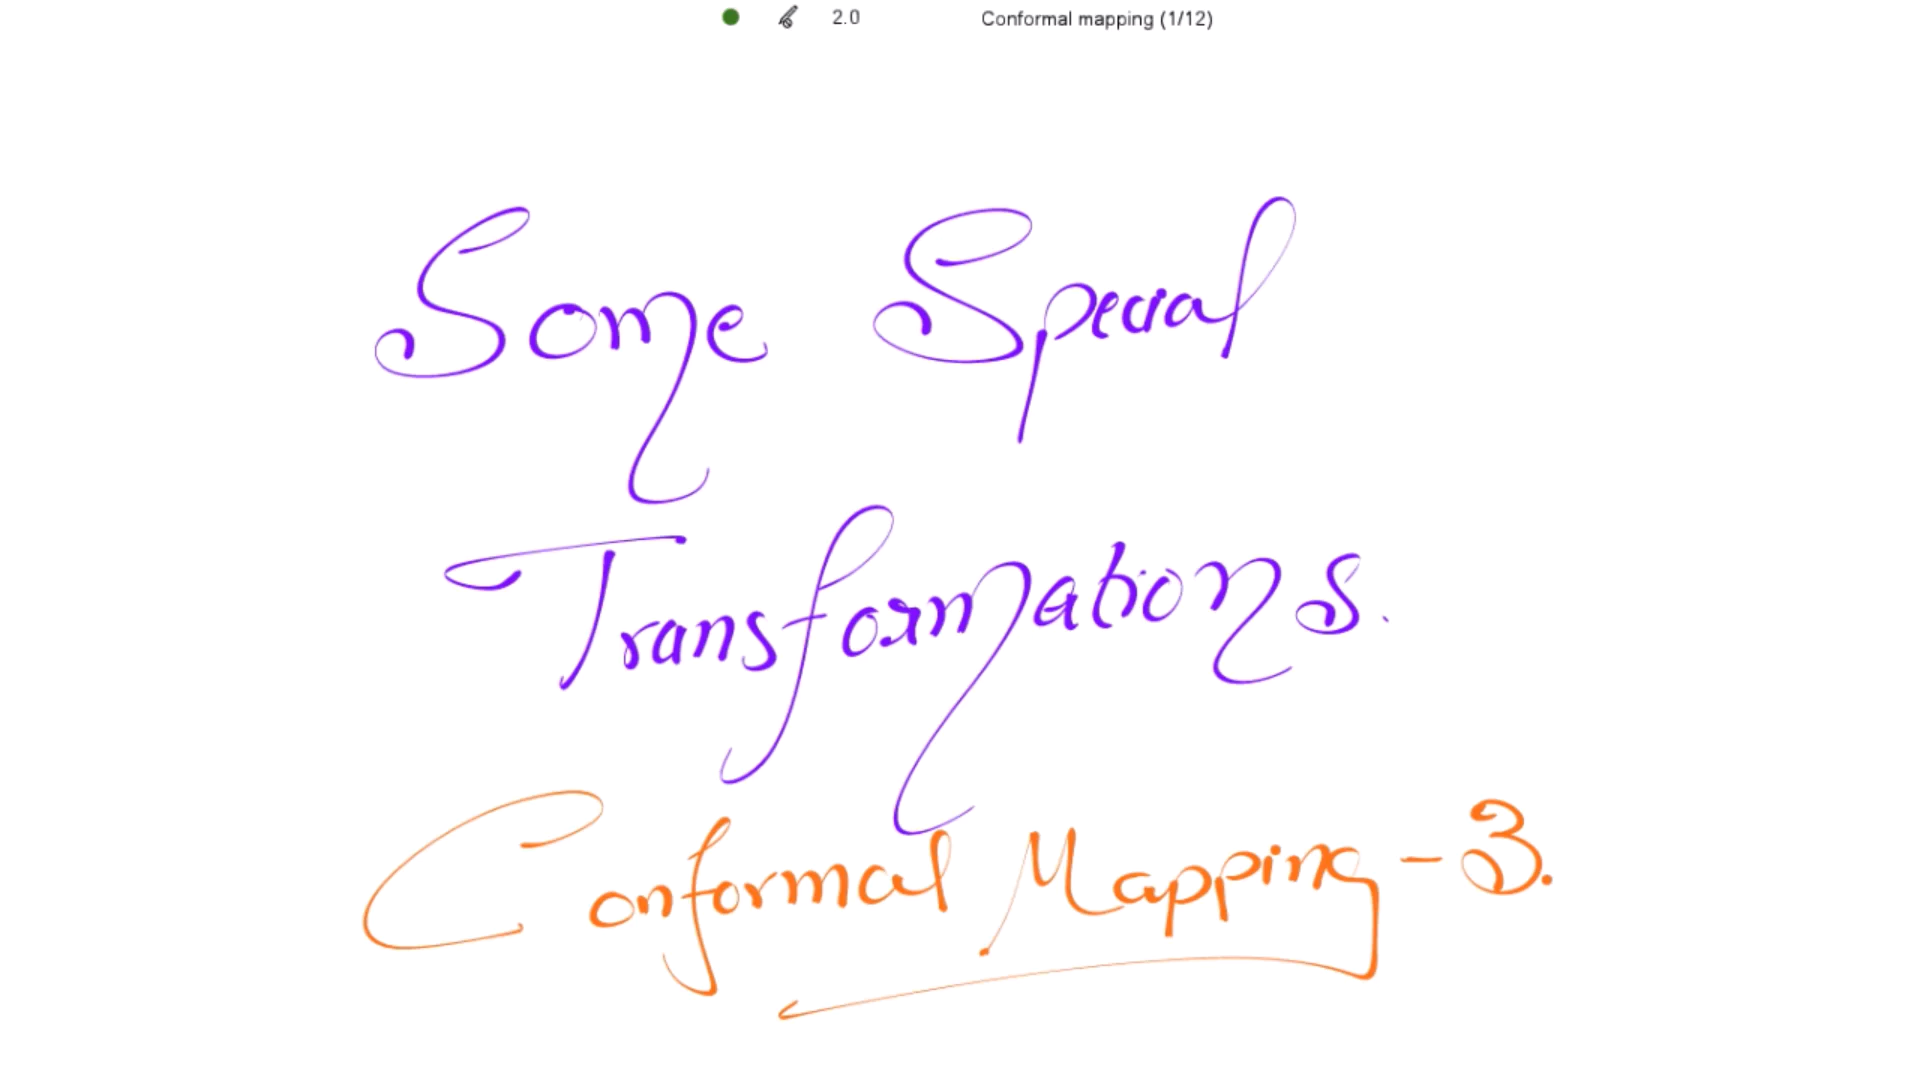 2.0 Conformal mapping (1/12)
Some Special
Transformations.
Conformal Mapping - 3.